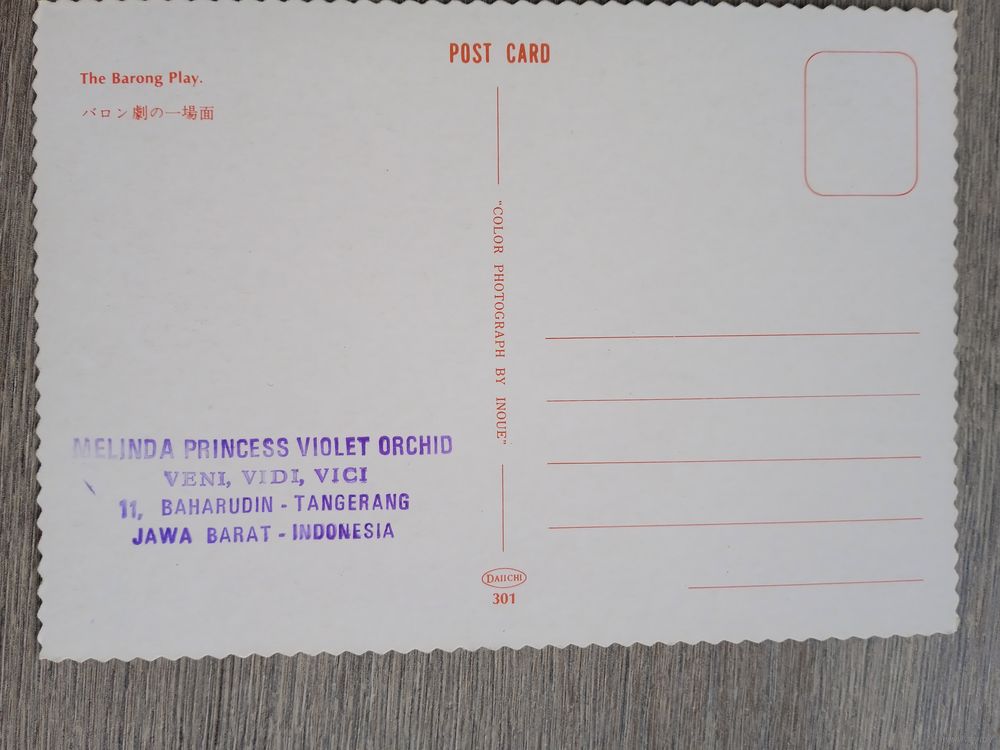 POST CARD
The Barong Play.
バロン劇の一場面
"COLOR PHOTOGRAPH BY INOUE"
MELINDA PRINCESS VIOLET ORCHID
VENI, VIDI, VICI
11, BAHARUDIN - TANGERANG
JAWA BARAT - INDONESIA
DAIICHI
301